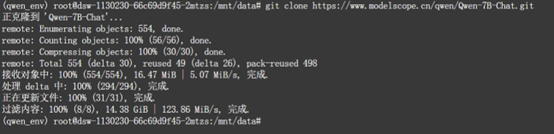 (qwen_env) root@dsw-1130230-66c69d9f45-2mtzs:/mnt/data# git clone https://www.modelscope.cn/qwen/Qwen-7B-Chat.git
正克隆到 'Qwen-7B-Chat'...
remote: Enumerating objects: 554, done.
remote: Counting objects: 100% (56/56), done.
remote: Compressing objects: 100% (30/30), done.
remote: Total 554 (delta 30), reused 49 (delta 26), pack-reused 498
接收对象中: 100% (554/554), 16.47 MiB | 5.07 MiB/s, 完成.
处理 delta 中: 100% (294/294), 完成.
正在更新文件: 100% (31/31), 完成.
过滤内容: 100% (8/8), 14.38 GiB | 123.86 MiB/s, 完成.
(qwen_env) root@dsw-1130230-66c69d9f45-2mtzs:/mnt/data#